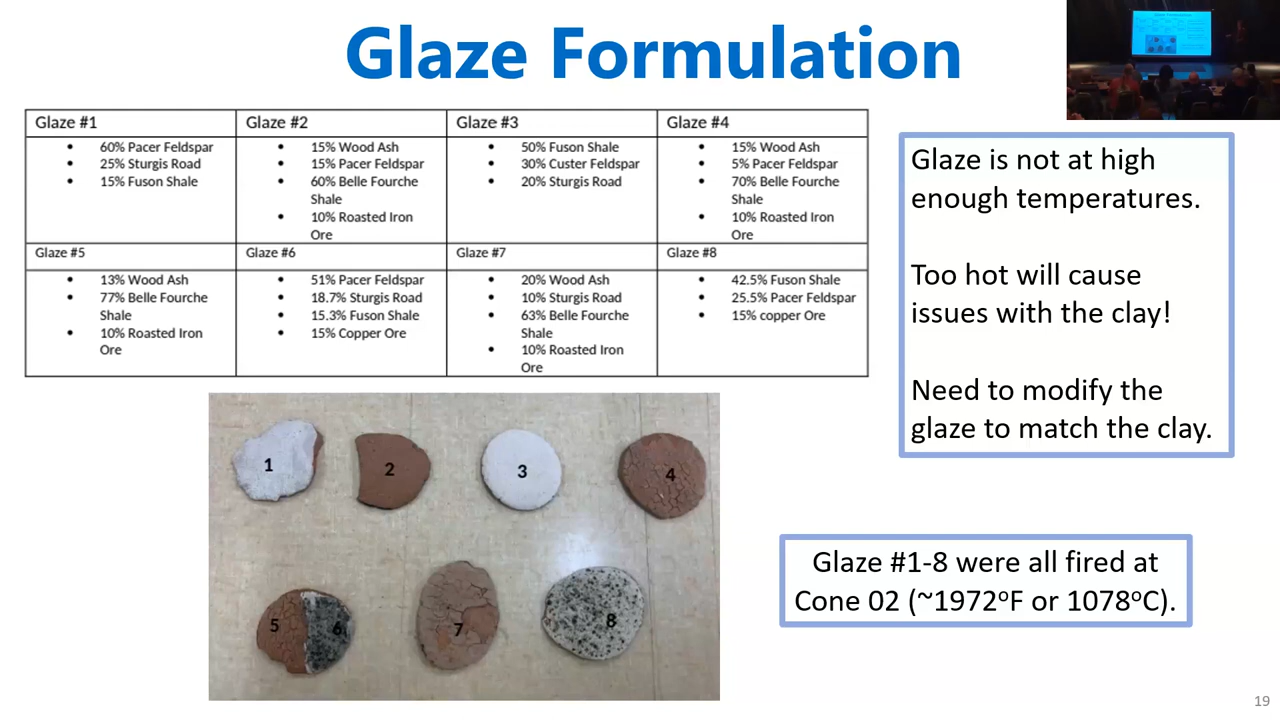 Glaze Formulation
Glaze #1
• 60% Pacer Feldspar
• 25% Sturgis Road
• 15% Fuson Shale
Glaze #2
• 15% Wood Ash
• 15% Pacer Feldspar
• 60% Belle Fourche
Shale
• 10% Roasted Iron
Ore
Glaze #3
• 50% Fuson Shale
• 30% Custer Feldspar
• 20% Sturgis Road
Glaze #4
• 15% Wood Ash
• 5% Pacer Feldspar
• 70% Belle Fourche
Shale
• 10% Roasted Iron
Ore
Glaze #5
• 13% Wood Ash
• 77% Belle Fourche
Shale
• 10% Roasted Iron
Ore
Glaze #6
• 51% Pacer Feldspar
• 18.7% Sturgis Road
• 15.3% Fuson Shale
• 15% Copper Ore
Glaze #7
• 20% Wood Ash
• 10% Sturgis Road
• 63% Belle Fourche
Shale
• 10% Roasted Iron
Ore
Glaze #8
• 42.5% Fuson Shale
• 25.5% Pacer Feldspar
• 15% copper Ore
Glaze is not at high
enough temperatures.
Too hot will cause
issues with the clay!
Need to modify the
glaze to match the clay.
1
2
3
4
5
6
7
8
Glaze #1-8 were all fired at
Cone 02 (~1972ºF or 1078ºC).
19